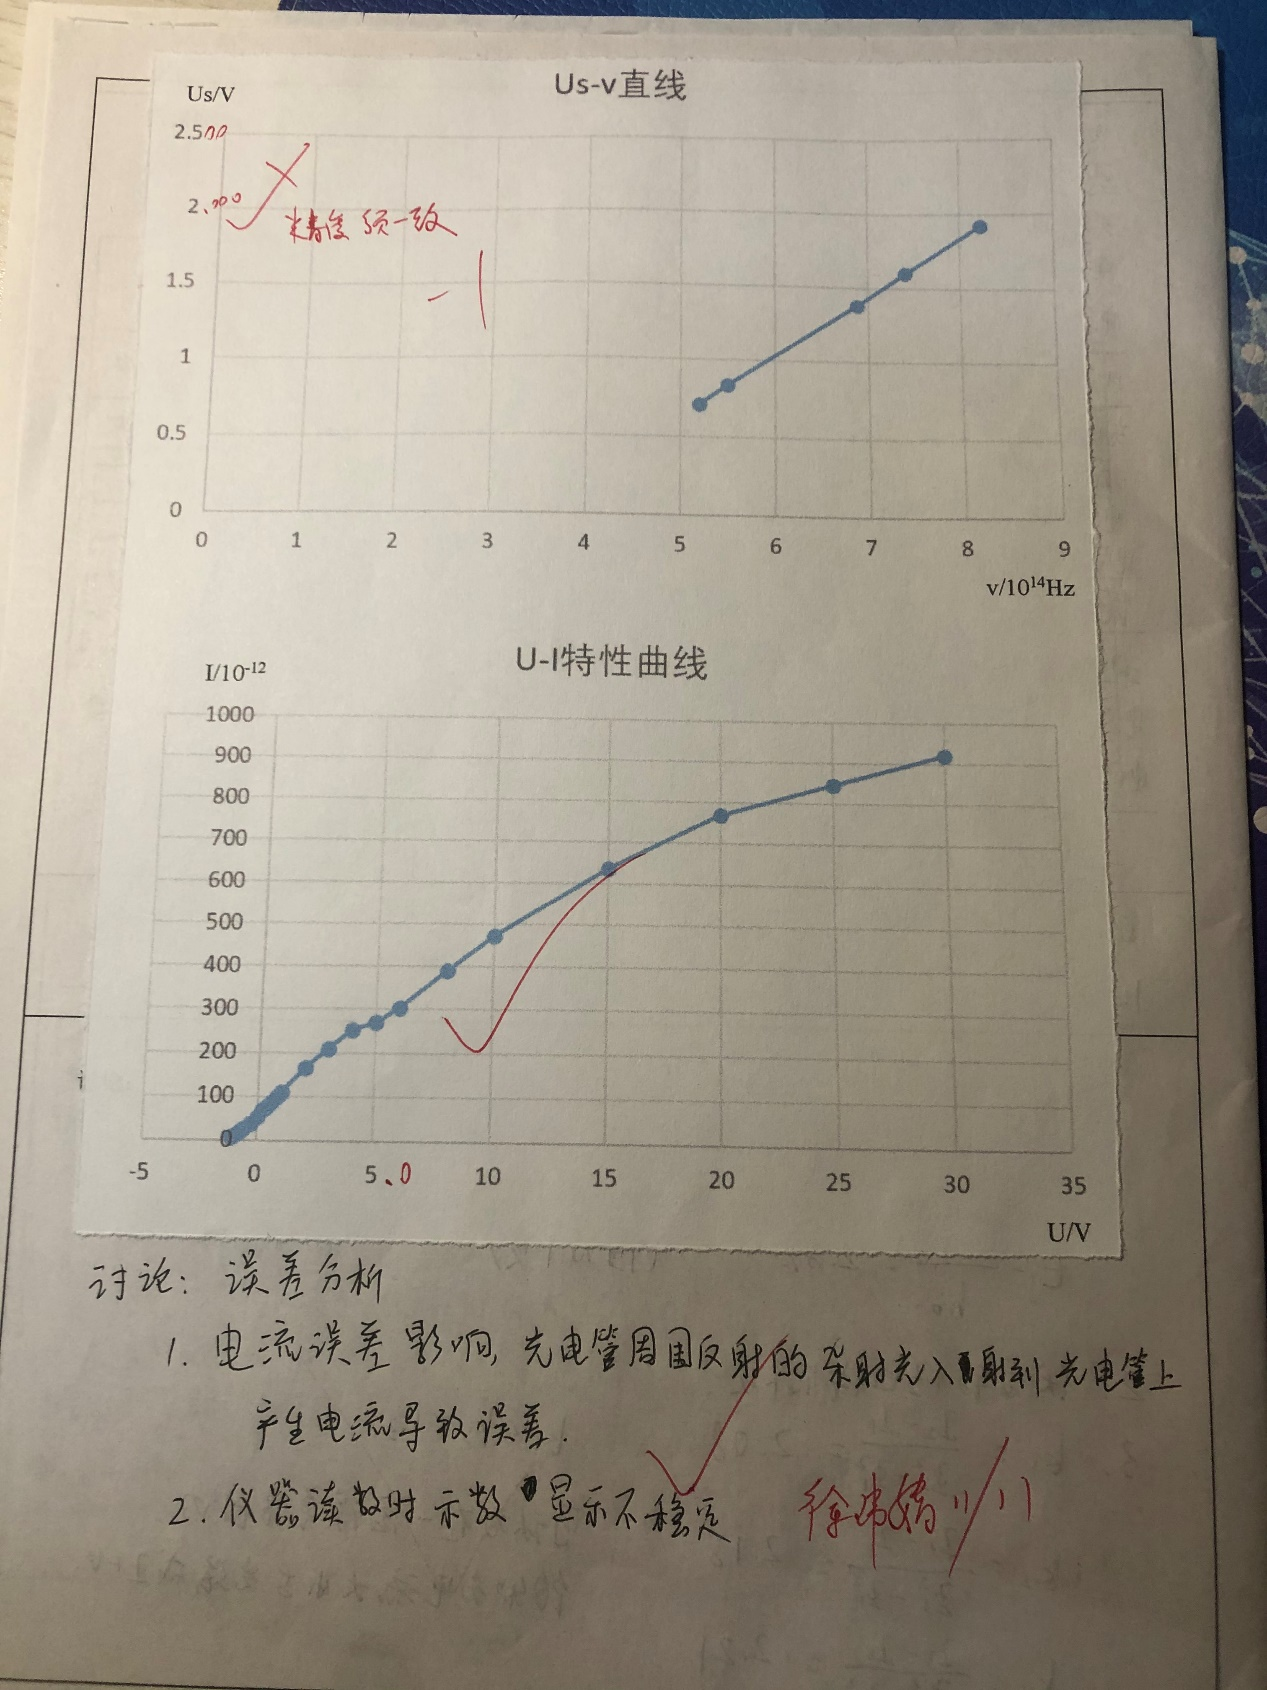 Us-v直线
Us/V
2.500
2.000
精度须一致
-1
1.5
1
0.5
0
0 1 2 3 4 5 6 7 8 9
v/10¹⁴Hz
U-I特性曲线
I/10⁻¹²
1000
900
800
700
600
500
400
300
200
100
0
-5 0 5.0 10 15 20 25 30 35
U/V
讨论: 误差分析
1. 电流误差影响, 光电管周围反射的杂射光入射到光电管上
产生电流导致误差.
2. 仪器读数时示数显示不稳定
11/11